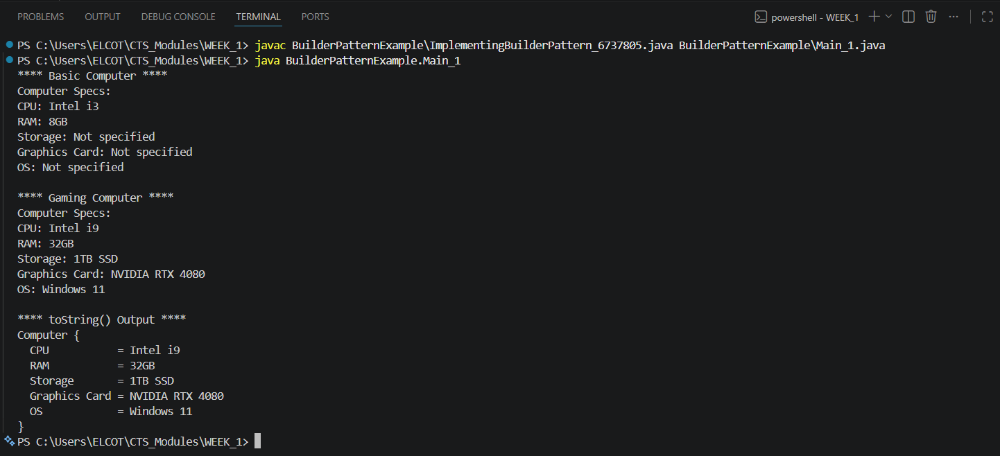 PROBLEMS OUTPUT DEBUG CONSOLE TERMINAL PORTS powershell - WEEK_1
PS C:\Users\ELCOT\CTS_Modules\WEEK_1> javac BuilderPatternExample\ImplementingBuilderPattern_6737805.java BuilderPatternExample\Main_1.java
PS C:\Users\ELCOT\CTS_Modules\WEEK_1> java BuilderPatternExample.Main_1
**** Basic Computer ****
Computer Specs:
CPU: Intel i3
RAM: 8GB
Storage: Not specified
Graphics Card: Not specified
OS: Not specified

**** Gaming Computer ****
Computer Specs:
CPU: Intel i9
RAM: 32GB
Storage: 1TB SSD
Graphics Card: NVIDIA RTX 4080
OS: Windows 11

**** toString() Output ****
Computer {
  CPU           = Intel i9
  RAM           = 32GB
  Storage       = 1TB SSD
  Graphics Card = NVIDIA RTX 4080
  OS            = Windows 11
}
PS C:\Users\ELCOT\CTS_Modules\WEEK_1>